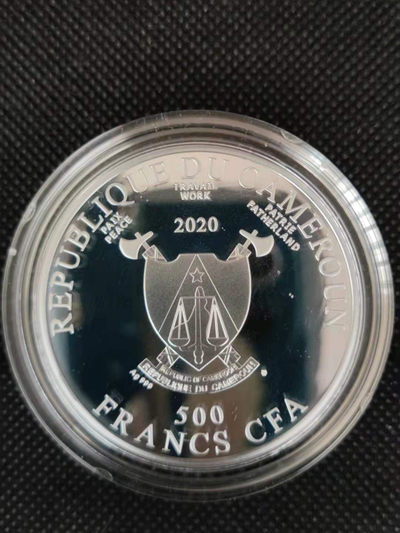 REPUBLIQUE DU CAMEROUN
PAIX
PEACE
TRAVAIL
WORK
PATRIE
FATHERLAND
2020
REPUBLIC OF CAMEROON
REPUBLIQUE DU CAMEROUN
Ag 999
500
FRANCS CFA